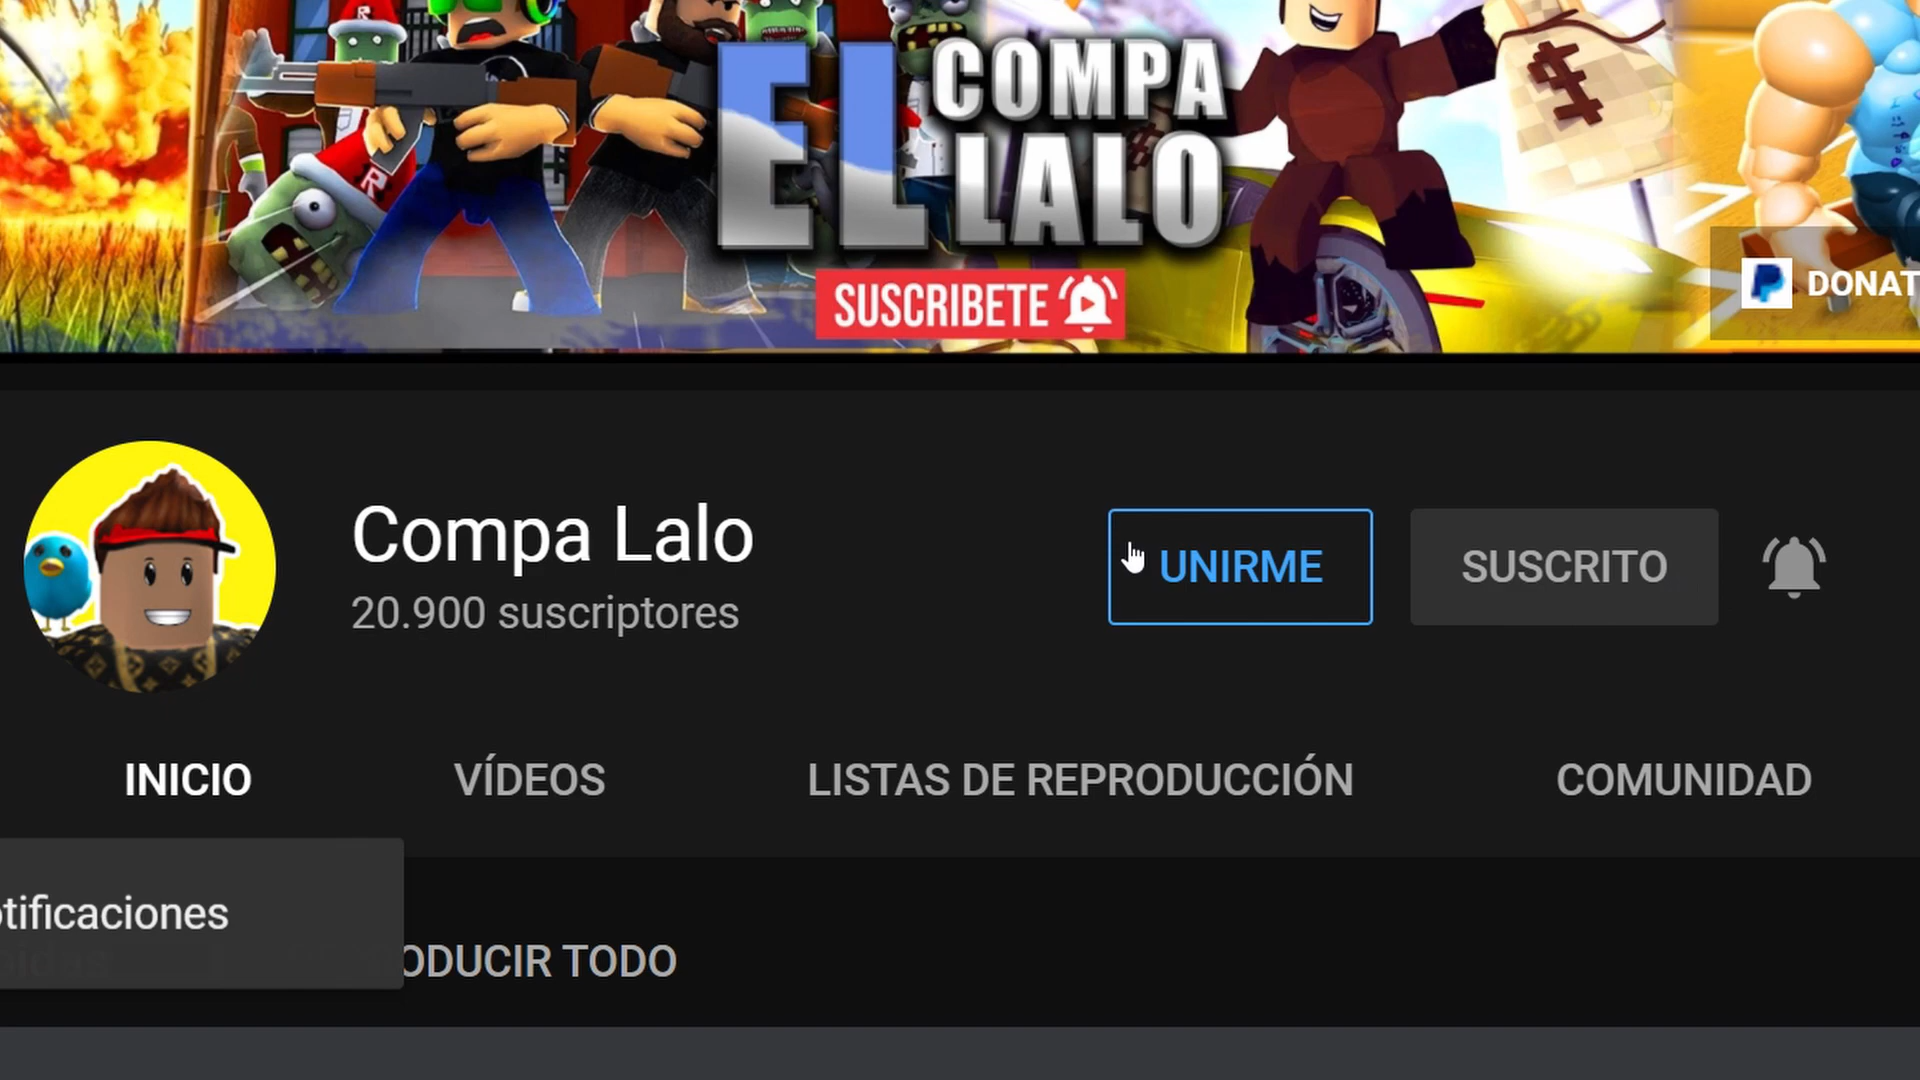 EL COMPA
LALO
SUSCRIBETE
DONAT
Compa Lalo
20.900 suscriptores
UNIRME
SUSCRITO
INICIO
VÍDEOS
LISTAS DE REPRODUCCIÓN
COMUNIDAD
otificaciones
ODUCIR TODO